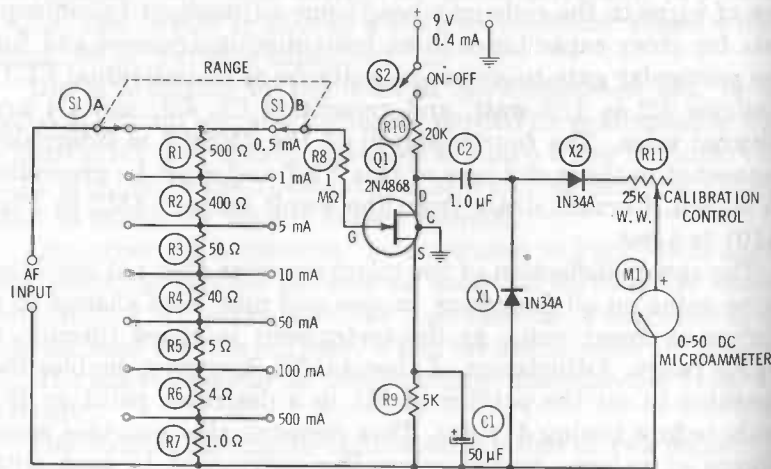 +
-
9 V
0.4 mA
S2
ON-OFF
RANGE
S1 A
S1 B
0.5 mA
R10
20K
R1
500 Ω
R8
1
MΩ
Q1
2N4868
C2
1.0 µF
X2
1N34A
R11
25K
W. W.
CALIBRATION
CONTROL
1 mA
R2
400 Ω
D
C
G
S
5 mA
R3
50 Ω
10 mA
AF
INPUT
R4
40 Ω
X1
1N34A
M1
+
50 mA
0-50 DC
MICROAMMETER
R5
5 Ω
100 mA
R6
4 Ω
R9
5K
500 mA
R7
1.0 Ω
C1
+
50 µF